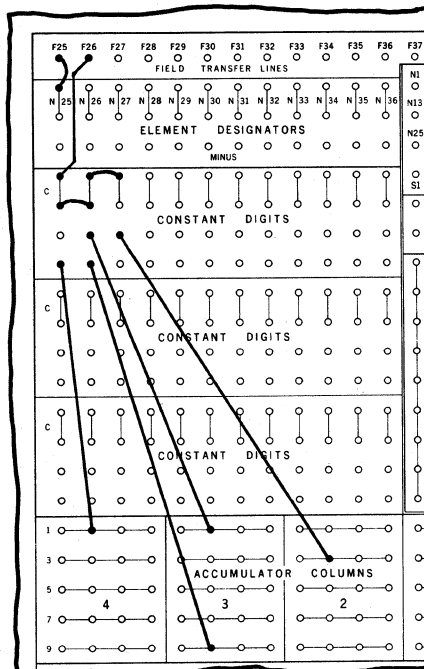 F25 F26 F27 F28 F29 F30 F31 F32 F33 F34 F35 F36 F37
FIELD TRANSFER LINES
N1
N 25 N 26 N 27 N 28 N 29 N 30 N 31 N 32 N 33 N 34 N 35 N 36 N13
ELEMENT DESIGNATORS
N25
MINUS
S1
C
CONSTANT DIGITS
C
CONSTANT DIGITS
C
CONSTANT DIGITS
1
3
ACCUMULATOR COLUMNS
5
4 3 2
7
9